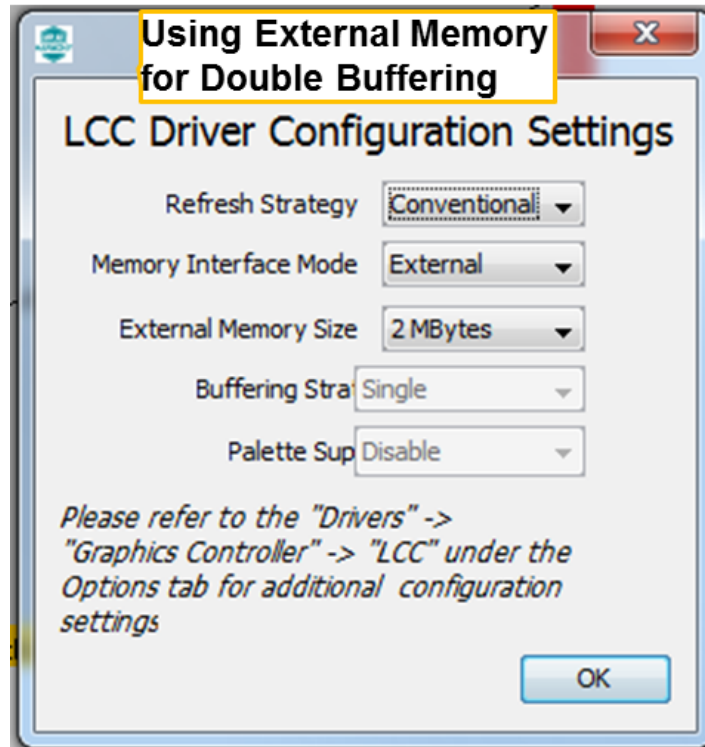 Using External Memory
for Double Buffering
LCC Driver Configuration Settings
Refresh Strategy Conventional
Memory Interface Mode External
External Memory Size 2 MBytes
Buffering Strat Single
Palette Sup Disable
Please refer to the "Drivers" ->
"Graphics Controller" -> "LCC" under the
Options tab for additional configuration
settings
OK